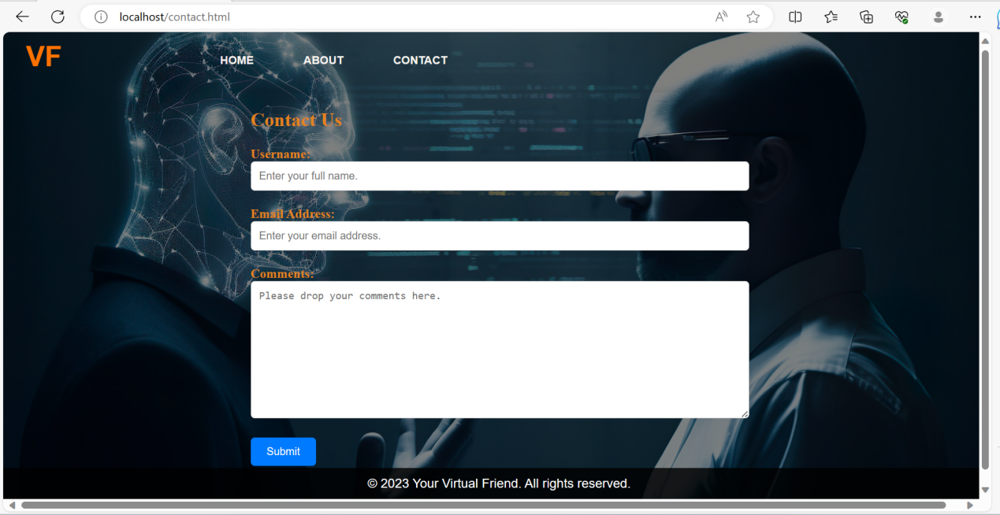 localhost/contact.html
VF
HOME ABOUT CONTACT
Contact Us
Username:
Enter your full name.
Email Address:
Enter your email address.
Comments:
Please drop your comments here.
Submit
© 2023 Your Virtual Friend. All rights reserved.